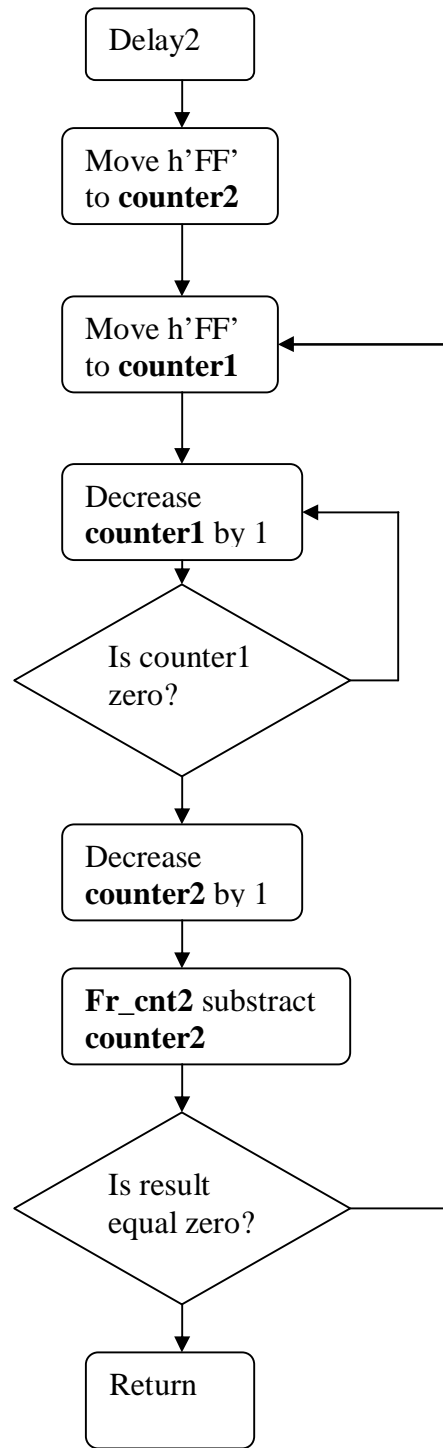 Delay2
Move h’FF’
to counter2
Move h’FF’
to counter1
Decrease
counter1 by 1
Is counter1
zero?
Decrease
counter2 by 1
Fr_cnt2 substract
counter2
Is result
equal zero?
Return